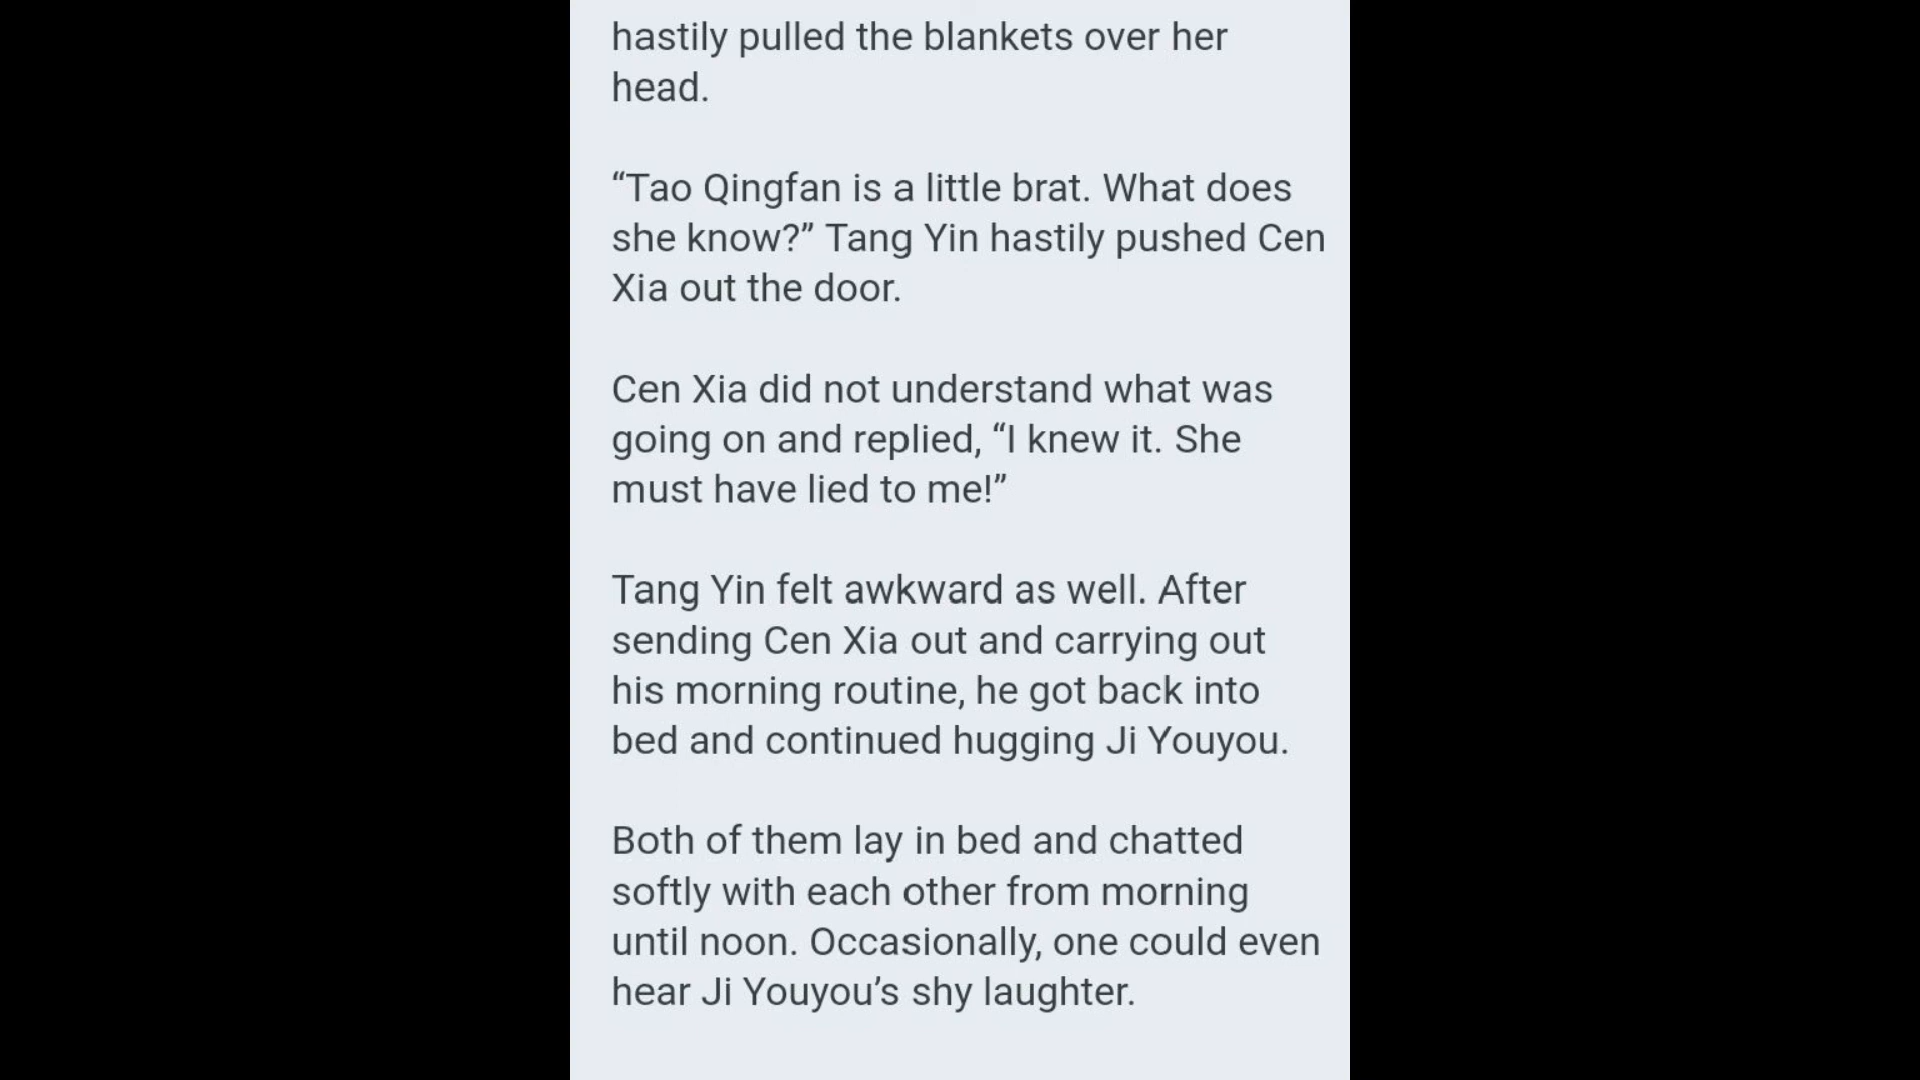 hastily pulled the blankets over her
head.
“Tao Qingfan is a little brat. What does
she know?” Tang Yin hastily pushed Cen
Xia out the door.
Cen Xia did not understand what was
going on and replied, “I knew it. She
must have lied to me!”
Tang Yin felt awkward as well. After
sending Cen Xia out and carrying out
his morning routine, he got back into
bed and continued hugging Ji Youyou.
Both of them lay in bed and chatted
softly with each other from morning
until noon. Occasionally, one could even
hear Ji Youyou’s shy laughter.